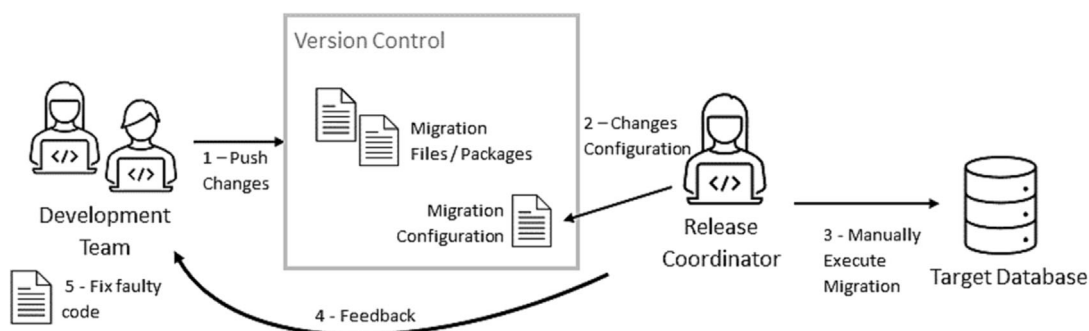 Version Control
Migration
Files / Packages
Migration
Configuration
1 – Push
Changes
Development
Team
5 - Fix faulty
code
2 – Changes
Configuration
Release
Coordinator
3 - Manually
Execute
Migration
Target Database
4 - Feedback